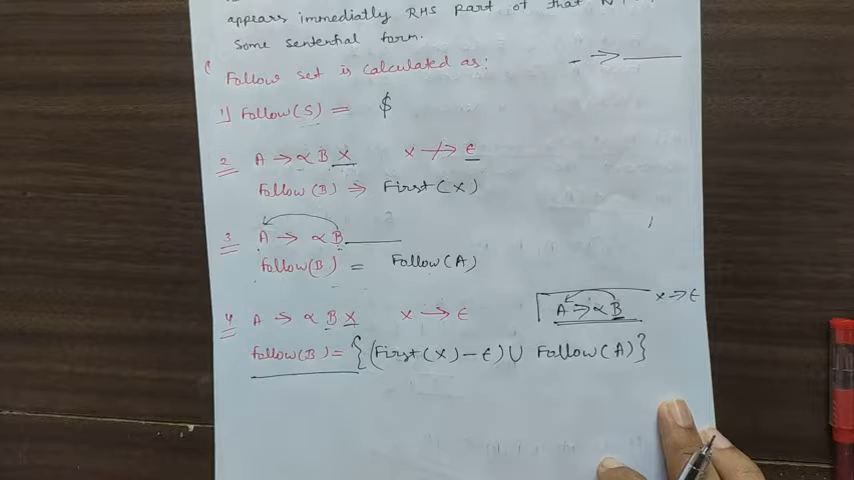 appears immediatly RHS part of that N
some sentential form.
Follow set is calculated as:
→
1) Follow(S) = $
2 A → α B X X ↛ ϵ
Follow(B) ⇒ First(X)
3 A → α B
Follow(B) = Follow(A)
A → α B X → ϵ
4 A → α B X X → ϵ
Follow(B) = {(First(X) - ϵ) ∪ Follow(A)}